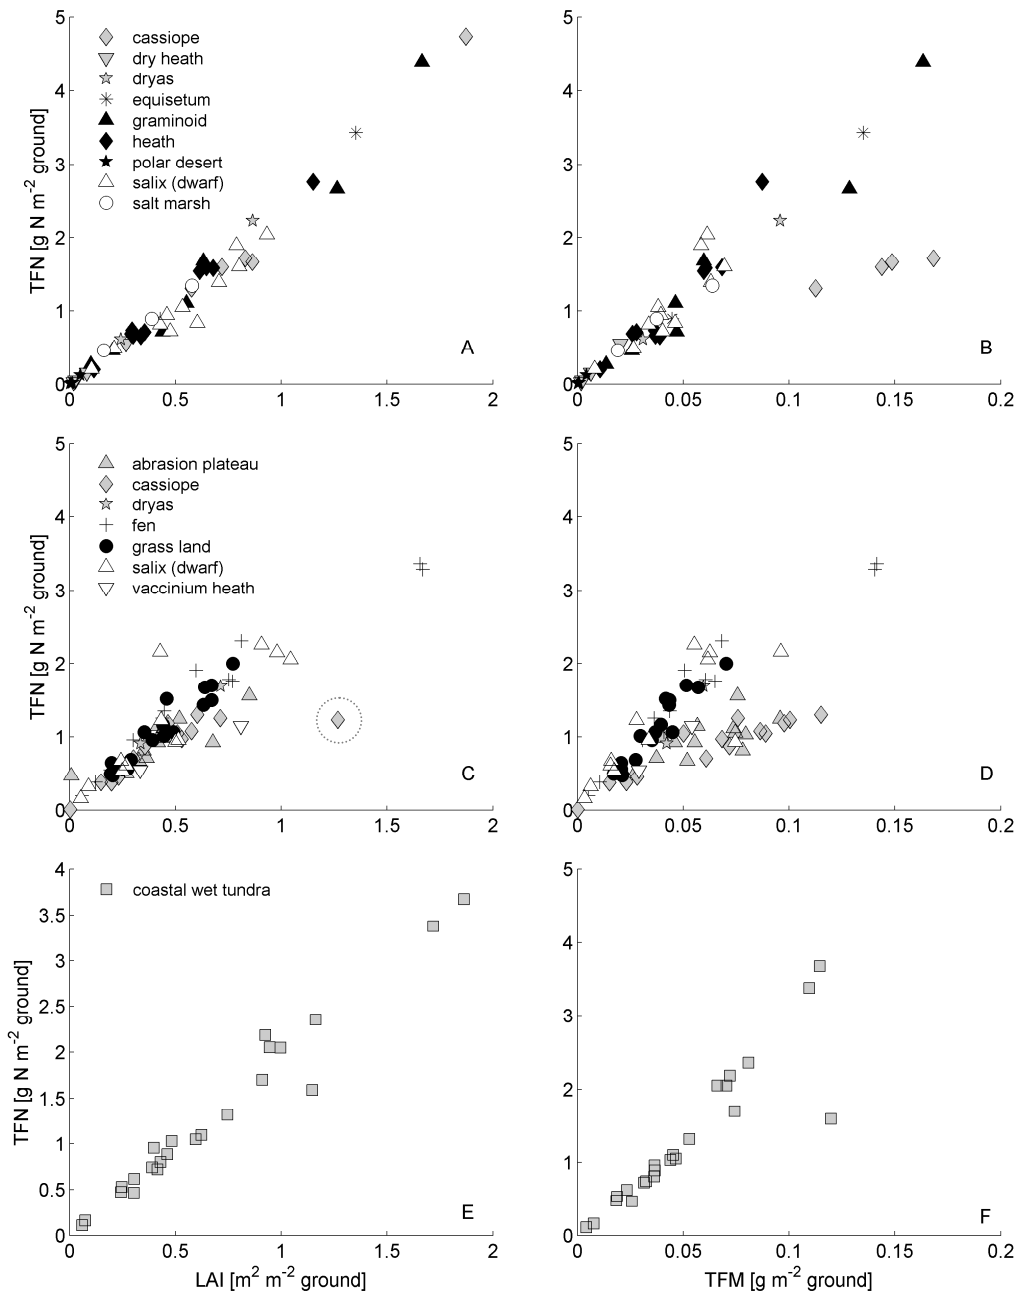 5
4
3
2
1
0
TFN [g N m⁻² ground]
cassiope
dry heath
dryas
equisetum
graminoid
heath
polar desert
salix (dwarf)
salt marsh
A
0 0.5 1 1.5 2
5
4
3
2
1
0
B
0 0.05 0.1 0.15 0.2
5
4
3
2
1
0
TFN [g N m⁻² ground]
abrasion plateau
cassiope
dryas
fen
grass land
salix (dwarf)
vaccinium heath
C
0 0.5 1 1.5 2
5
4
3
2
1
0
D
0 0.05 0.1 0.15 0.2
4
3.5
3
2.5
2
1.5
1
0.5
0
TFN [g N m⁻² ground]
coastal wet tundra
E
0 0.5 1 1.5 2
LAI [m² m⁻² ground]
5
4
3
2
1
0
F
0 0.05 0.1 0.15 0.2
TFM [g m⁻² ground]